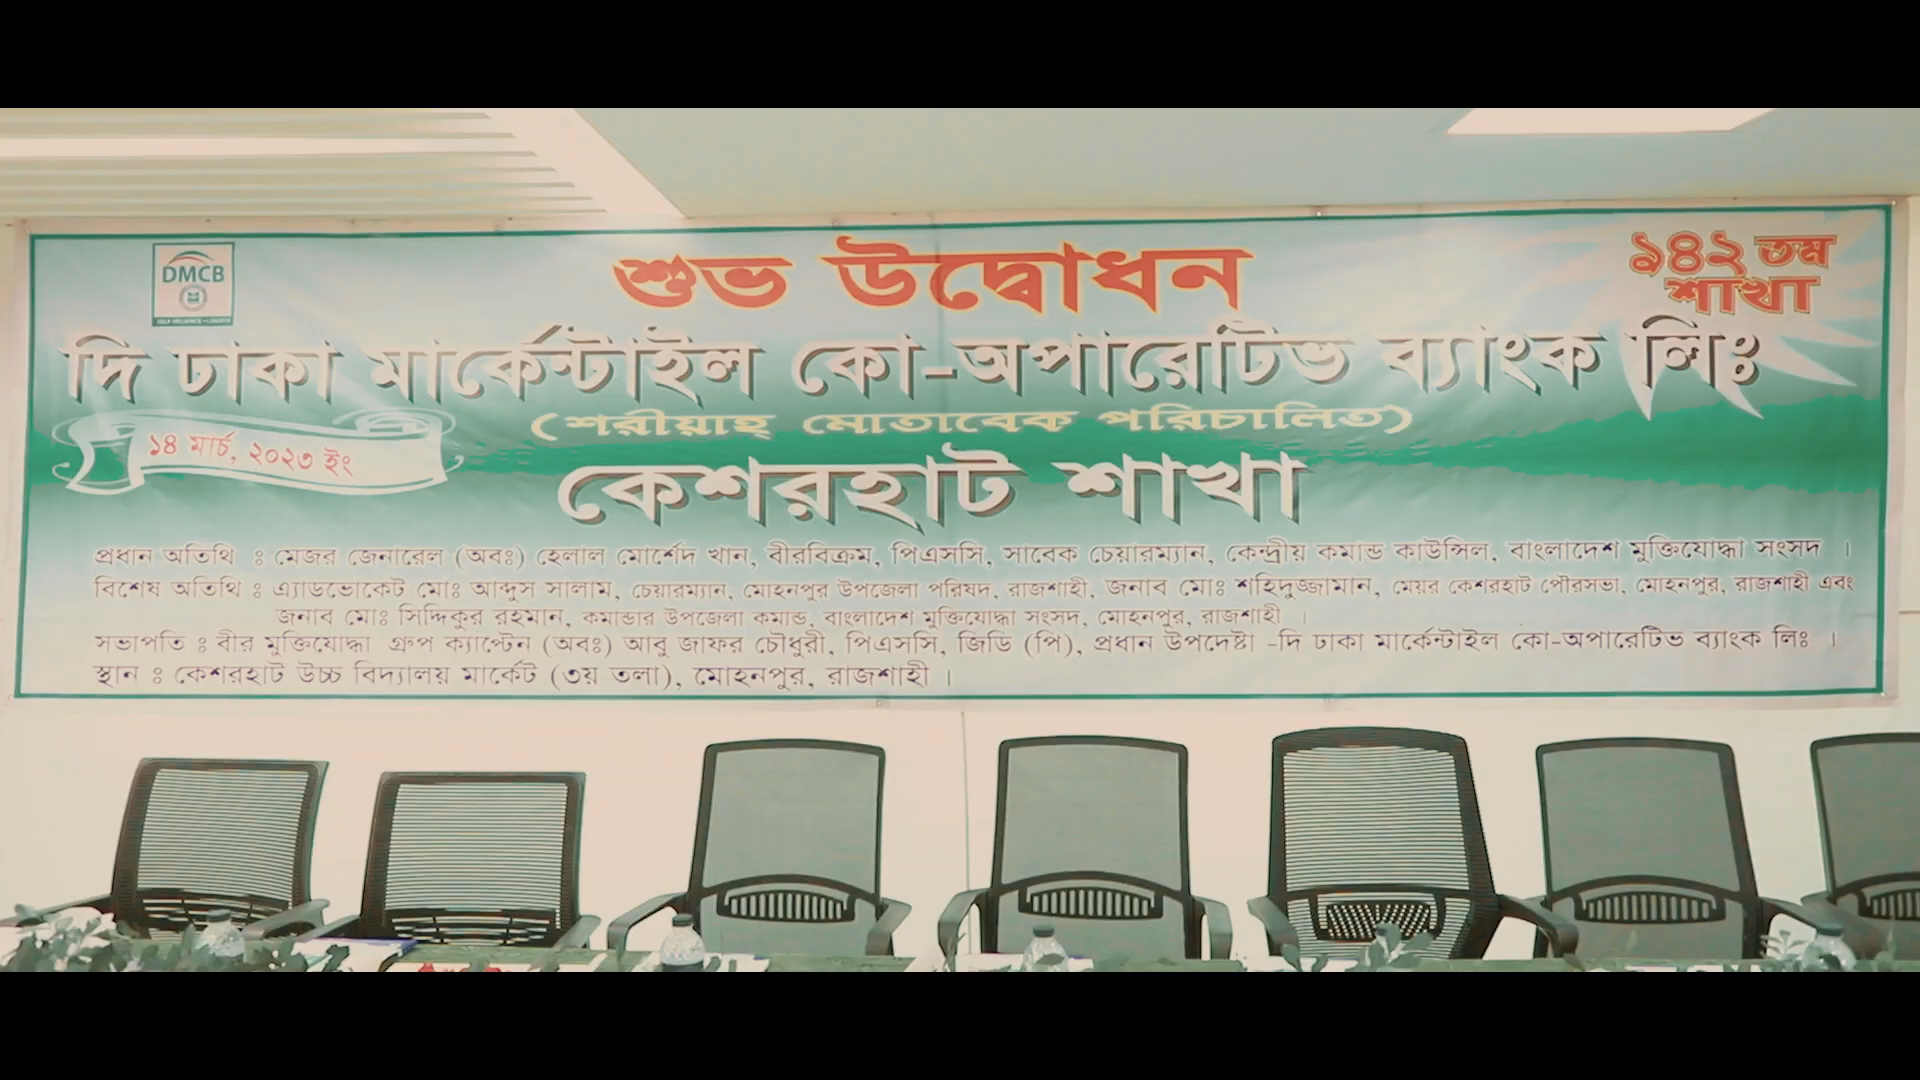 DMCB
SELF RELIANCE
শুভ উদ্বোধন
১৪২ তম
শাখা
দি ঢাকা মার্কেন্টাইল কো-অপারেটিভ ব্যাংক লিঃ
(শরীয়াহ্ মোতাবেক পরিচালিত)
১৪ মার্চ, ২০২৩ ইং
কেশরহাট শাখা
প্রধান অতিথি : মেজর জেনারেল (অবঃ) হেলাল মোর্শেদ খান, বীরবিক্রম, পিএসসি, সাবেক চেয়ারম্যান, কেন্দ্রীয় কমান্ড কাউন্সিল, বাংলাদেশ মুক্তিযোদ্ধা সংসদ ।
বিশেষ অতিথি : এ্যাডভোকেট মোঃ আব্দুস সালাম, চেয়ারম্যান, মোহনপুর উপজেলা পরিষদ, রাজশাহী, জনাব মোঃ শহিদুজ্জামান, মেয়র কেশরহাট পৌরসভা, মোহনপুর, রাজশাহী এবং
জনাব মোঃ সিদ্দিকুর রহমান, কমান্ডার উপজেলা কমান্ড, বাংলাদেশ মুক্তিযোদ্ধা সংসদ, মোহনপুর, রাজশাহী ।
সভাপতি : বীর মুক্তিযোদ্ধা গ্রুপ ক্যাপ্টেন (অবঃ) আবু জাফর চৌধুরী, পিএসসি, জিডি (পি), প্রধান উপদেষ্টা -দি ঢাকা মার্কেন্টাইল কো-অপারেটিভ ব্যাংক লিঃ ।
স্থান : কেশরহাট উচ্চ বিদ্যালয় মার্কেট (৩য় তলা), মোহনপুর, রাজশাহী ।